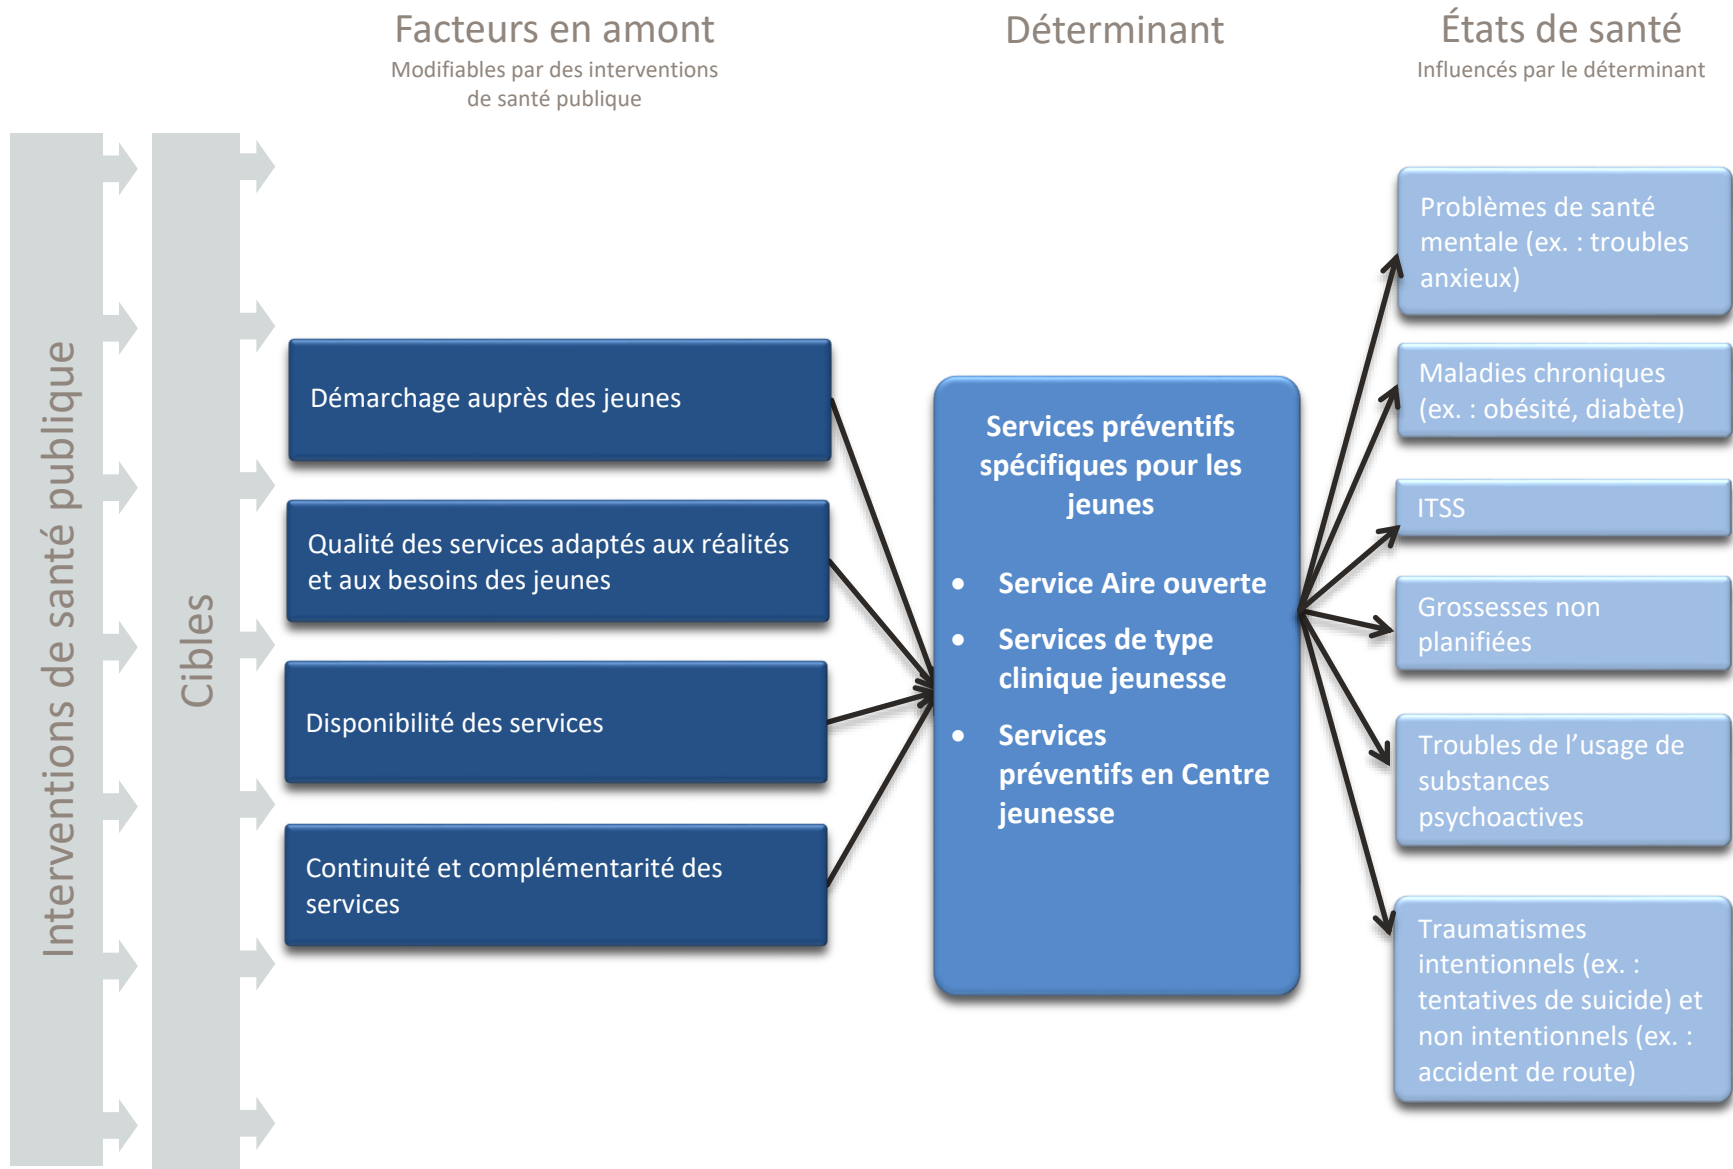 Facteurs en amont
Modifiables par des interventions
de santé publique
Déterminant
États de santé
Influencés par le déterminant
Interventions de santé publique
Cibles
Démarchage auprès des jeunes
Qualité des services adaptés aux réalités
et aux besoins des jeunes
Disponibilité des services
Continuité et complémentarité des
services
Services préventifs
spécifiques pour les
jeunes
• Service Aire ouverte
• Services de type
clinique jeunesse
• Services
préventifs en Centre
jeunesse
Problèmes de santé
mentale (ex. : troubles
anxieux)
Maladies chroniques
(ex. : obésité, diabète)
ITSS
Grossesses non
planifiées
Troubles de l’usage de
substances
psychoactives
Traumatismes
intentionnels (ex. :
tentatives de suicide) et
non intentionnels (ex. :
accident de route)